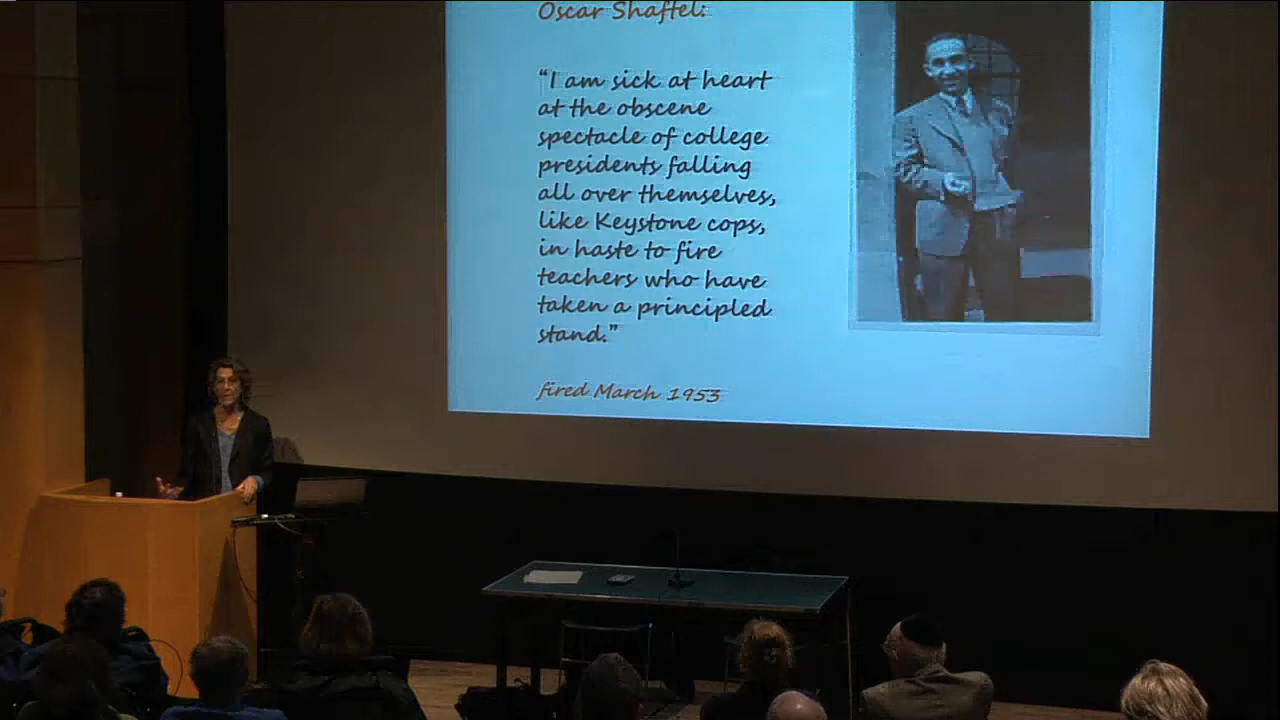 Oscar Shaftel:
“I am sick at heart
at the obscene
spectacle of college
presidents falling
all over themselves,
like Keystone cops,
in haste to fire
teachers who have
taken a principled
stand.”
fired March 1953